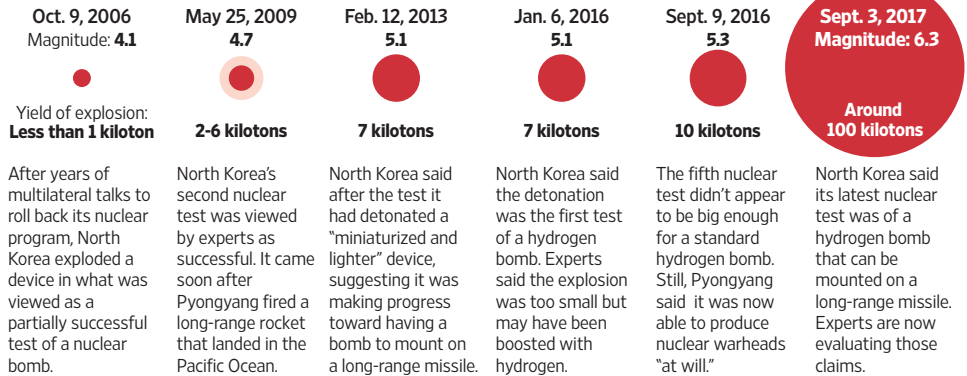 Oct. 9, 2006
Magnitude: 4.1
Yield of explosion:
Less than 1 kiloton
After years of
multilateral talks to
roll back its nuclear
program, North
Korea exploded a
device in what was
viewed as a
partially successful
test of a nuclear
bomb.
May 25, 2009
4.7
2-6 kilotons
North Korea's
second nuclear
test was viewed
by experts as
successful. It came
soon after
Pyongyang fired a
long-range rocket
that landed in the
Pacific Ocean.
Feb. 12, 2013
5.1
7 kilotons
North Korea said
after the test it
had detonated a
"miniaturized and
lighter" device,
suggesting it was
making progress
toward having a
bomb to mount on
a long-range missile.
Jan. 6, 2016
5.1
7 kilotons
North Korea said
the detonation
was the first test
of a hydrogen
bomb. Experts
said the explosion
was too small but
may have been
boosted with
hydrogen.
Sept. 9, 2016
5.3
10 kilotons
The fifth nuclear
test didn't appear
to be big enough
for a standard
hydrogen bomb.
Still, Pyongyang
said it was now
able to produce
nuclear warheads
"at will."
Sept. 3, 2017
Magnitude: 6.3
Around
100 kilotons
North Korea said
its latest nuclear
test was of a
hydrogen bomb
that can be
mounted on a
long-range missile.
Experts are now
evaluating those
claims.